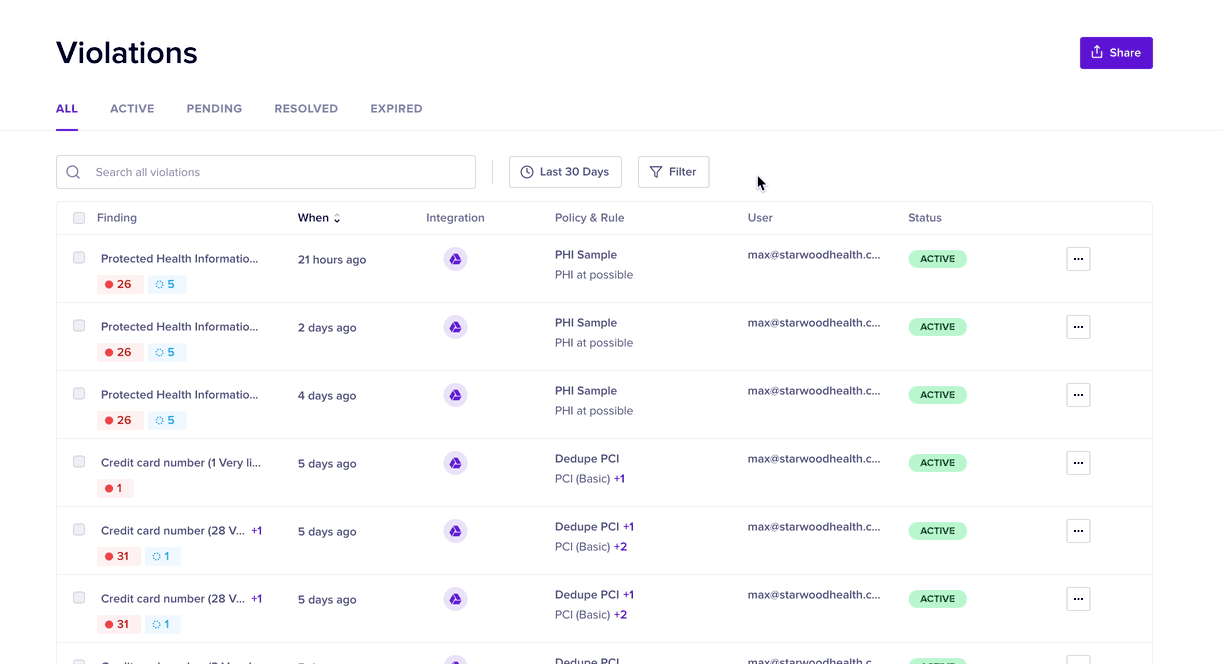 Violations
Share
ALL ACTIVE PENDING RESOLVED EXPIRED
Search all violations
Last 30 Days
Filter
Finding When Integration Policy & Rule User Status
Protected Health Informatio... 21 hours ago PHI Sample max@starwoodhealth.c... ACTIVE ...
PHI at possible
26 5
Protected Health Informatio... 2 days ago PHI Sample max@starwoodhealth.c... ACTIVE ...
PHI at possible
26 5
Protected Health Informatio... 4 days ago PHI Sample max@starwoodhealth.c... ACTIVE ...
PHI at possible
26 5
Credit card number (1 Very li... 5 days ago Dedupe PCI max@starwoodhealth.c... ACTIVE ...
PCI (Basic) +1
1
Credit card number (28 V... +1 5 days ago Dedupe PCI +1 max@starwoodhealth.c... ACTIVE ...
PCI (Basic) +2
31 1
Credit card number (28 V... +1 5 days ago Dedupe PCI +1 max@starwoodhealth.c... ACTIVE ...
PCI (Basic) +2
31 1
Dedupe PCI max@starwoodhealth.c...